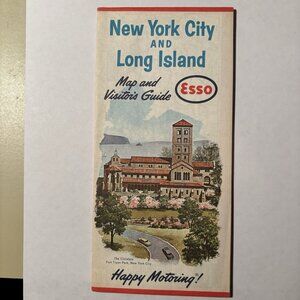 New York City
AND
Long Island
Map and
Visitor's Guide
Esso
The Cloisters
Fort Tryon Park, New York City
Happy Motoring!